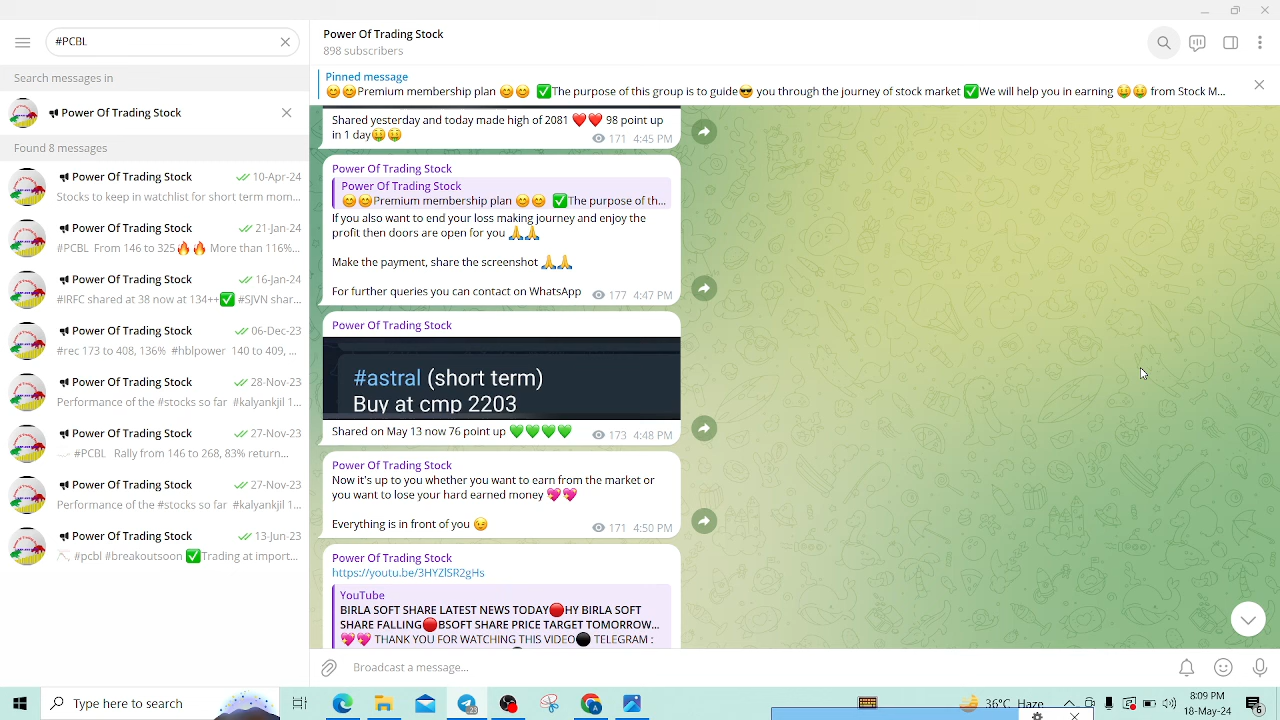 #PCBL
Search messages in
Power Of Trading Stock
Found 8 messages
Power Of Trading Stock 10-Apr-24
Stocks to keep in watchlist for short term mom...
Power Of Trading Stock 21-Jan-24
#PCBL From 146 to 325🔥🔥 More than 116%...
Power Of Trading Stock 16-Jan-24
#IRFC shared at 38 now at 134++✅ #SJVN shar...
Power Of Trading Stock 06-Dec-23
#rec 173 to 408, 136% #hblpower 140 to 409, ...
Power Of Trading Stock 28-Nov-23
Performance of the #stocks so far #kalyankjil 1...
Power Of Trading Stock 27-Nov-23
#PCBL Rally from 146 to 268, 83% return...
Power Of Trading Stock 27-Nov-23
Performance of the #stocks so far #kalyankjil 1...
Power Of Trading Stock 13-Jun-23
#pcbl #breakoutsoon ✅Trading at import...
Power Of Trading Stock
898 subscribers
Pinned message
😊😊Premium membership plan 😊😊 ✅The purpose of this group is to guide😎 you through the journey of stock market ✅We will help you in earning 🤑🤑 from Stock M...
Shared yesterday and today made high of 2081 ❤️❤️ 98 point up
in 1 day🤑🤑
171 4:45 PM
Power Of Trading Stock
Power Of Trading Stock
😊😊Premium membership plan 😊😊 ✅The purpose of th...
If you also want to end your loss making journey and enjoy the
profit then doors are open for you 🙏🙏
Make the payment, share the screenshot 🙏🙏
For further queries you can contact on WhatsApp 177 4:47 PM
Power Of Trading Stock
#astral (short term)
Buy at cmp 2203
Shared on May 13 now 76 point up 💚💚💚💚 173 4:48 PM
Power Of Trading Stock
Now it's up to you whether you want to earn from the market or
you want to lose your hard earned money 💖💖
Everything is in front of you 😉 171 4:50 PM
Power Of Trading Stock
https://youtu.be/3HYZlSR2gHs
YouTube
BIRLA SOFT SHARE LATEST NEWS TODAY🔴HY BIRLA SOFT
SHARE FALLING🔴BSOFT SHARE PRICE TARGET TOMORROW...
💖💖 THANK YOU FOR WATCHING THIS VIDEO⚫ TELEGRAM :
Broadcast a message...
Type here to search
36°C Haze
8:09 PM
18-May-24
6